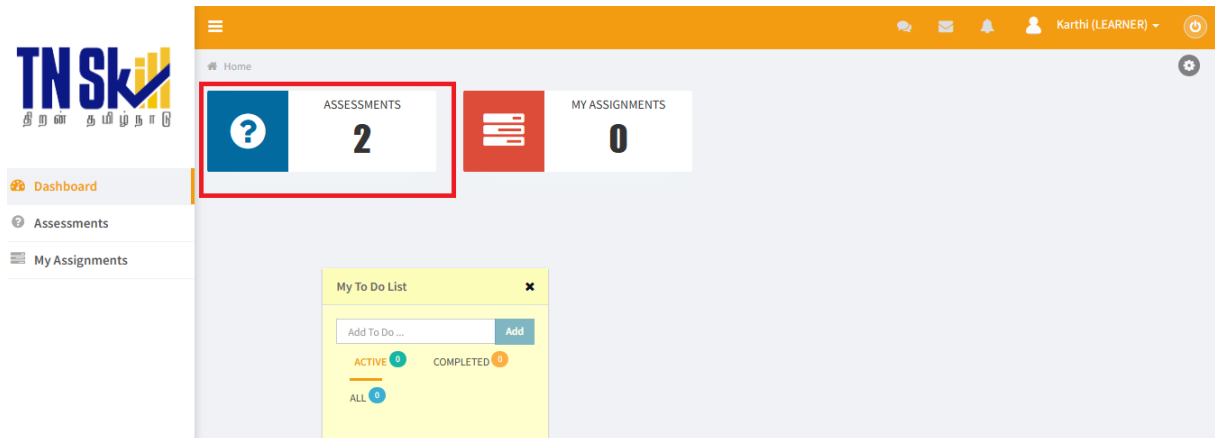 TN Skill
திறன் தமிழ்நாடு
Dashboard
Assessments
My Assignments
Karthi (LEARNER)
Home
ASSESSMENTS
2
MY ASSIGNMENTS
0
My To Do List
Add To Do ...
Add
ACTIVE 0
COMPLETED 0
ALL 0